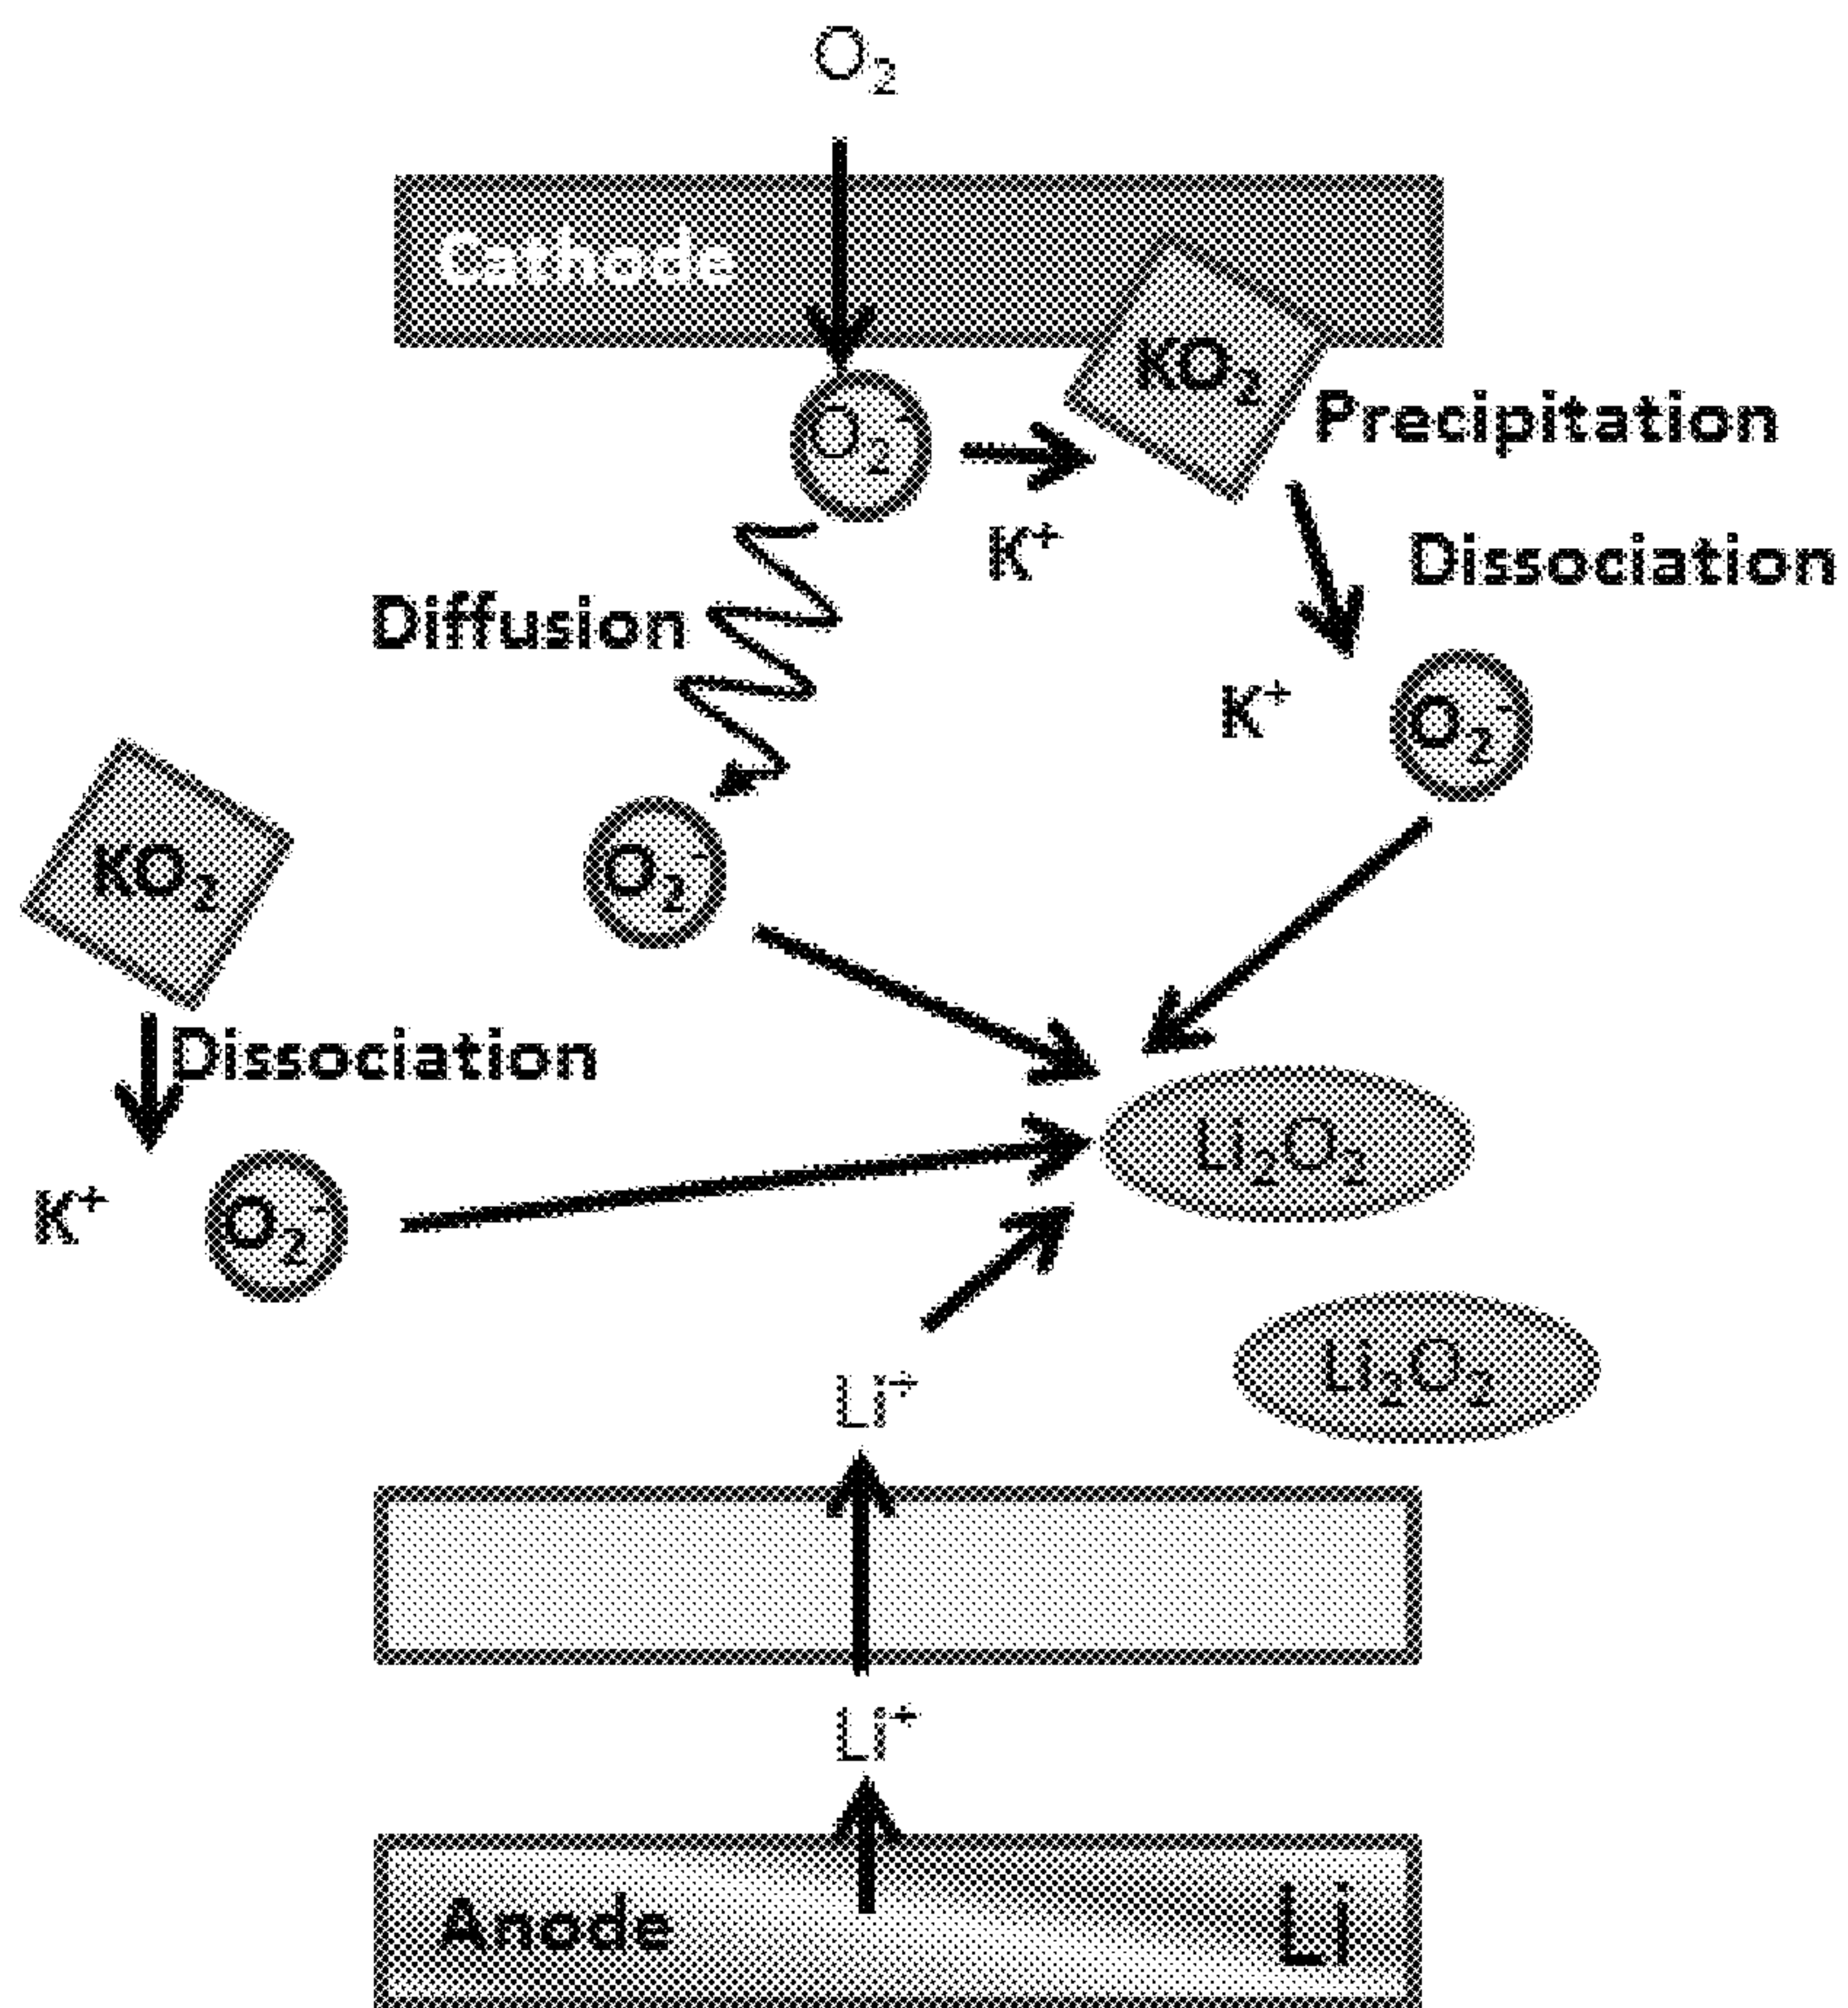 O₂
Cathode
KO₂
O₂⁻
Precipitation
K⁺
Dissociation
Diffusion
K⁺
O₂⁻
KO₂
O₂⁻
Dissociation
Li₂O₂
K⁺
O₂⁻
Li₂O₂
Li⁺
Li⁺
Anode
Li